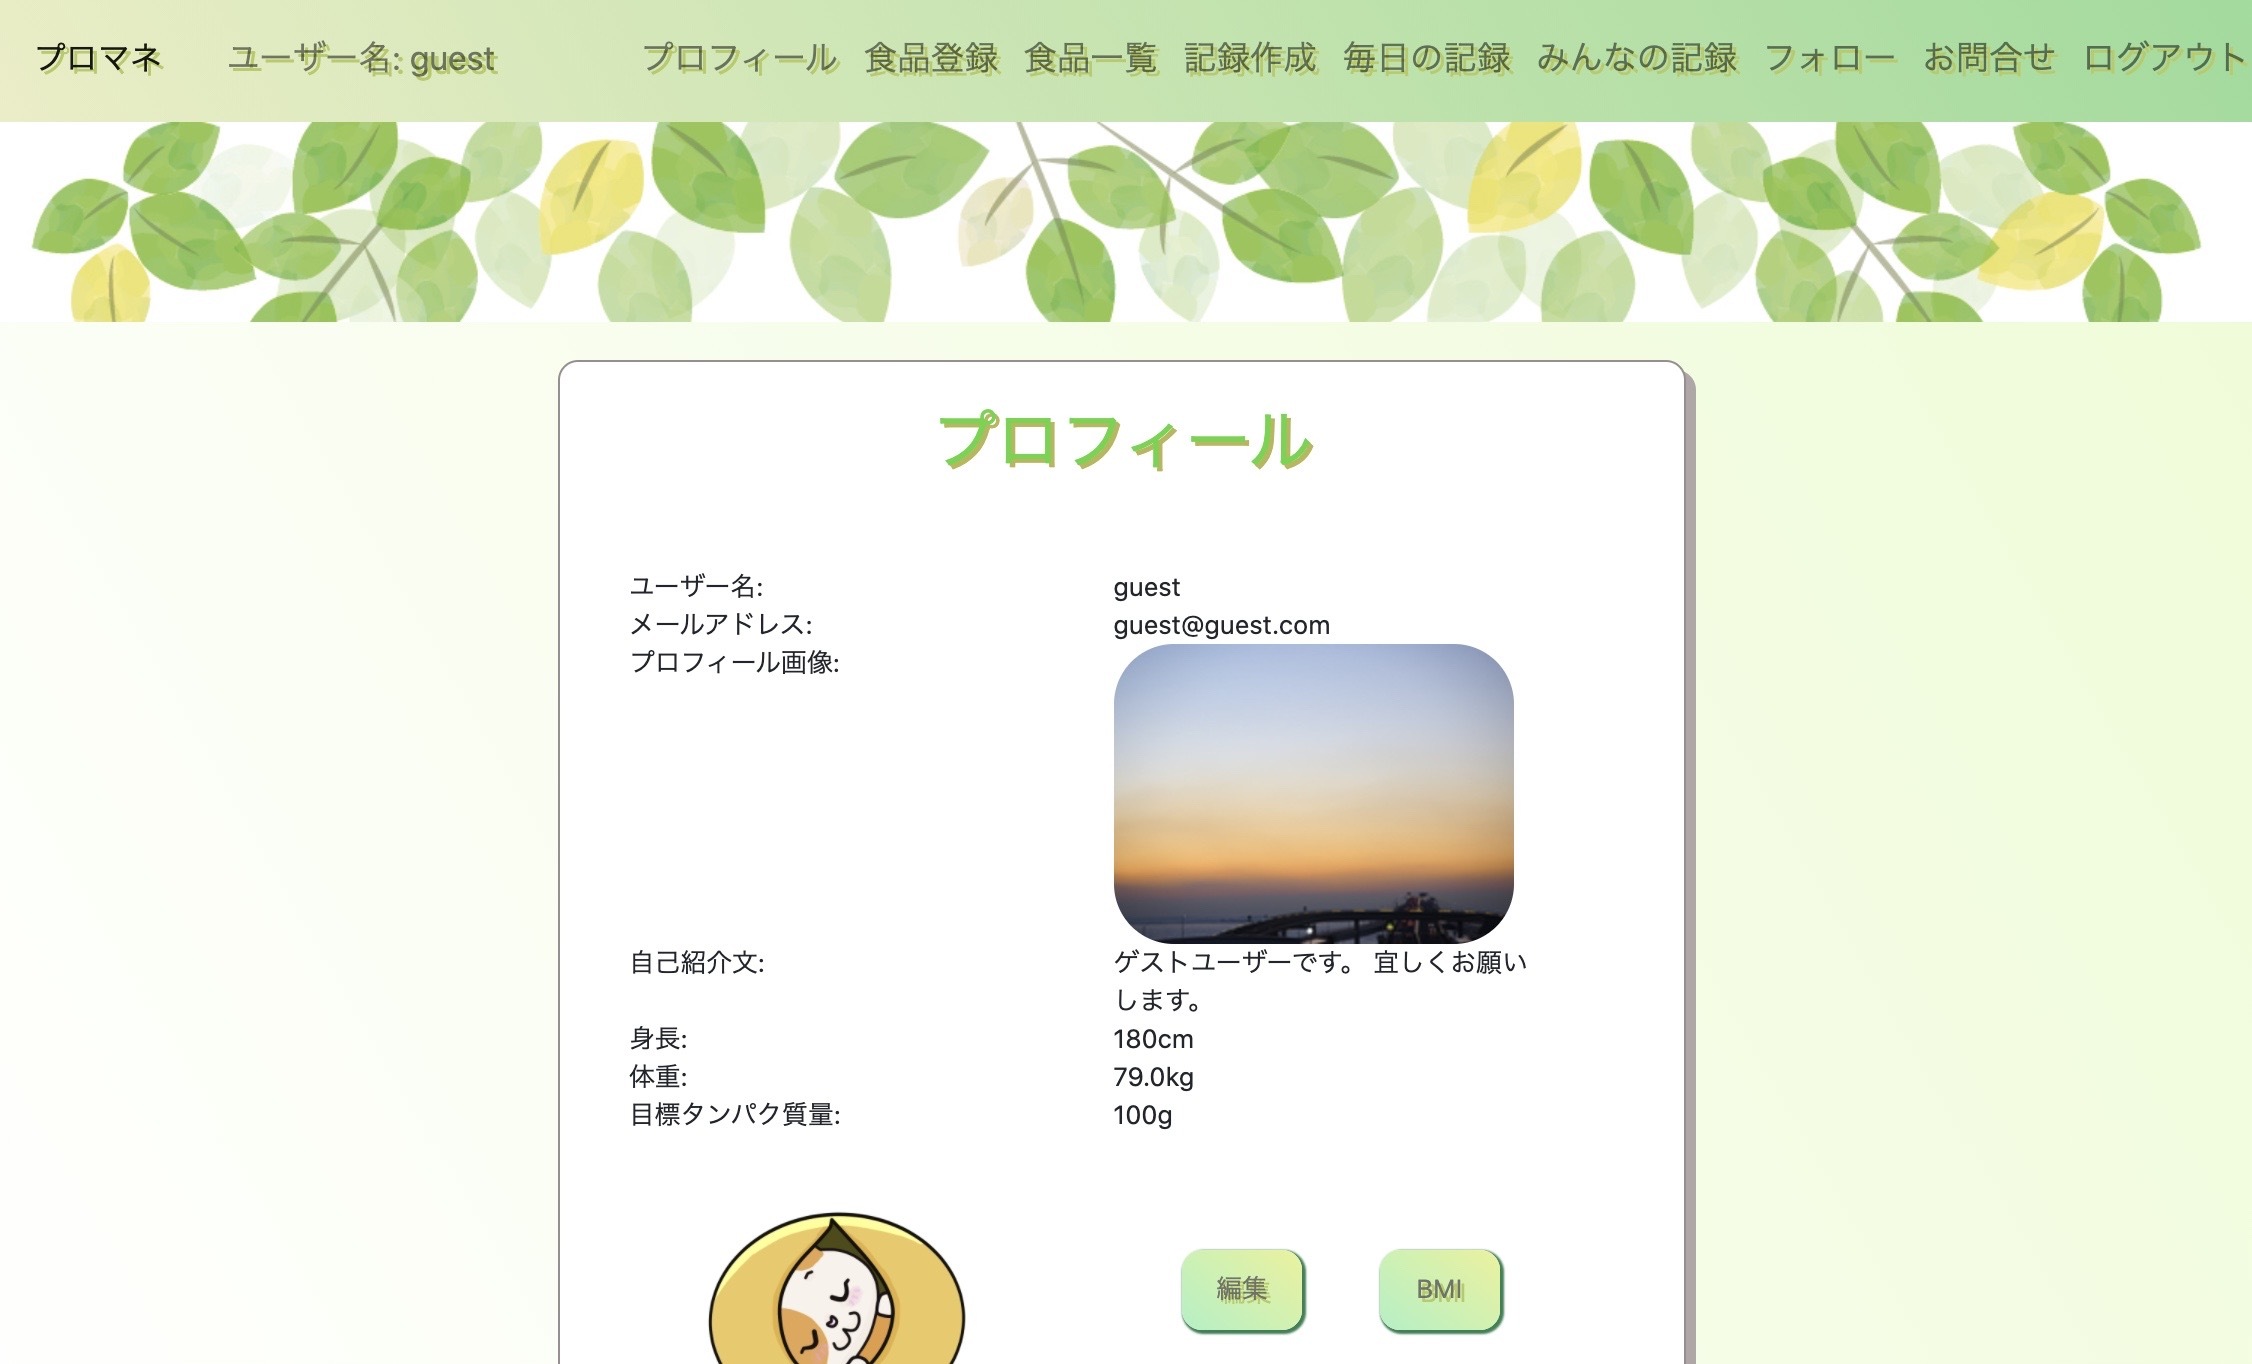 プロマネ ユーザー名: guest プロフィール 食品登録 食品一覧 記録作成 毎日の記録 みんなの記録 フォロー お問合せ ログアウト
プロフィール
ユーザー名: guest
メールアドレス: guest@guest.com
プロフィール画像:
自己紹介文: ゲストユーザーです。 宜しくお願い
します。
身長: 180cm
体重: 79.0kg
目標タンパク質量: 100g
編集 BMI